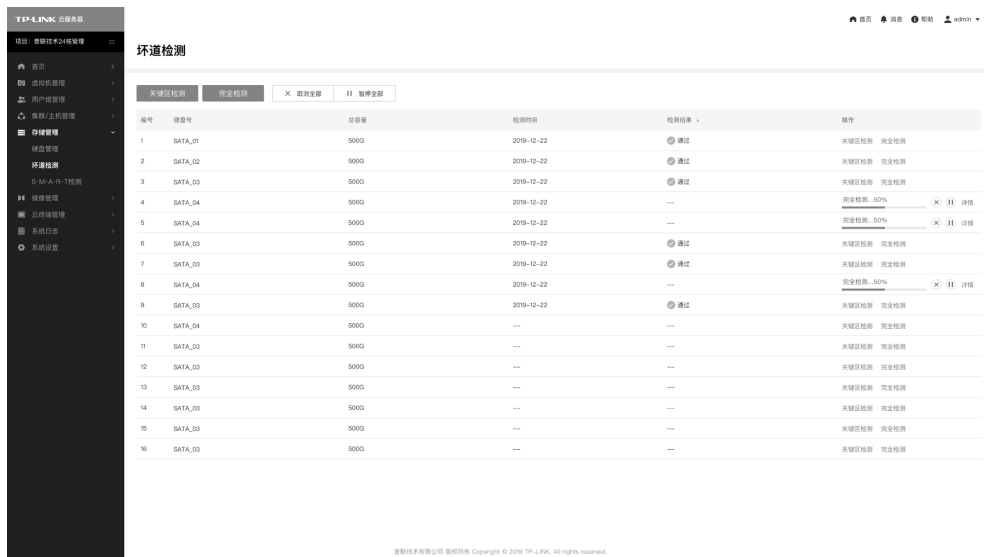 TP-LINK 云服务器
首页 消息 帮助 admin
项目：普联技术24栋管理
坏道检测
首页
虚拟机管理
用户组管理
集群/主机管理
存储管理
硬盘管理
坏道检测
S·M·A·R·T检测
镜像管理
云终端管理
系统日志
系统设置
关键区检测 完全检测 取消全部 暂停全部
编号 硬盘号 总容量 检测时间 检测结果 操作
1 SATA_01 500G 2019-12-22 通过 关键区检测 完全检测
2 SATA_02 500G 2019-12-22 通过 关键区检测 完全检测
3 SATA_03 500G 2019-12-22 通过 关键区检测 完全检测
4 SATA_04 500G 2019-12-22 -- 完全检测...50% 详情
5 SATA_04 500G 2019-12-22 -- 完全检测...50% 详情
6 SATA_03 500G 2019-12-22 通过 关键区检测 完全检测
7 SATA_03 500G 2019-12-22 通过 关键区检测 完全检测
8 SATA_04 500G 2019-12-22 -- 完全检测...50% 详情
9 SATA_03 500G 2019-12-22 通过 关键区检测 完全检测
10 SATA_04 500G -- -- 关键区检测 完全检测
11 SATA_03 500G -- -- 关键区检测 完全检测
12 SATA_03 500G -- -- 关键区检测 完全检测
13 SATA_03 500G -- -- 关键区检测 完全检测
14 SATA_03 500G -- -- 关键区检测 完全检测
15 SATA_03 500G -- -- 关键区检测 完全检测
16 SATA_03 500G -- -- 关键区检测 完全检测
普联技术有限公司 版权所有 Copyright © 2019 TP-LINK. All rights reserved.